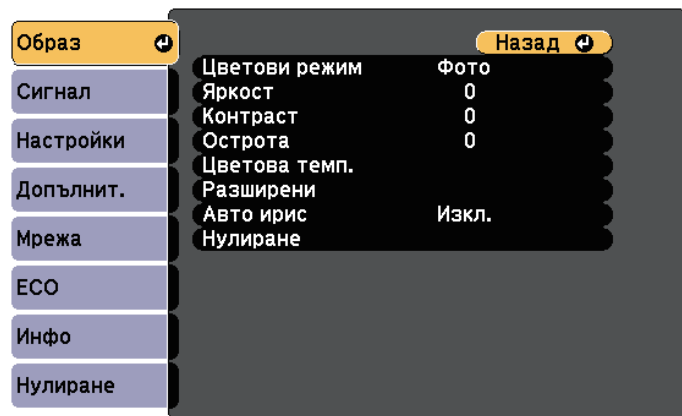 Образ
Сигнал
Настройки
Допълнит.
Мрежа
ECO
Инфо
Нулиране
Назад
Цветови режим Фото
Яркост 0
Контраст 0
Острота 0
Цветова темп.
Разширени
Авто ирис Изкл.
Нулиране